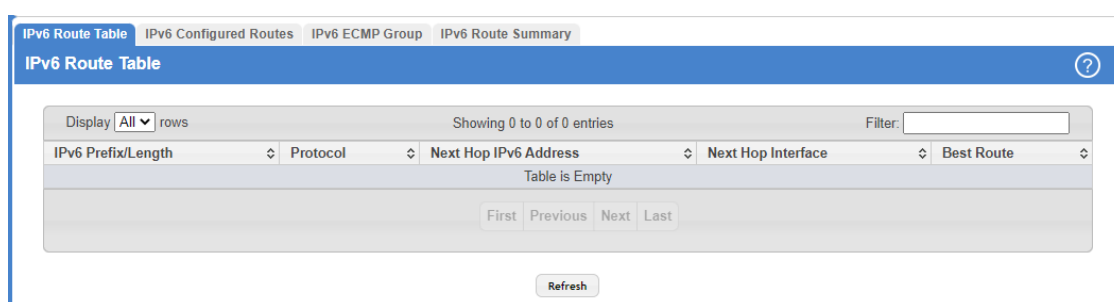 IPv6 Route Table IPv6 Configured Routes IPv6 ECMP Group IPv6 Route Summary
IPv6 Route Table ?
Display All rows Showing 0 to 0 of 0 entries Filter:
IPv6 Prefix/Length Protocol Next Hop IPv6 Address Next Hop Interface Best Route
Table is Empty
First Previous Next Last
Refresh